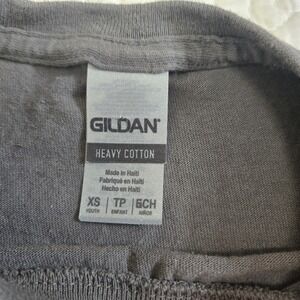 GILDAN
HEAVY COTTON
Made in Haiti
Fabriqué en Haïti
Hecho en Haití
XS | TP | ECH
YOUTH | ENFANT | NIÑOS